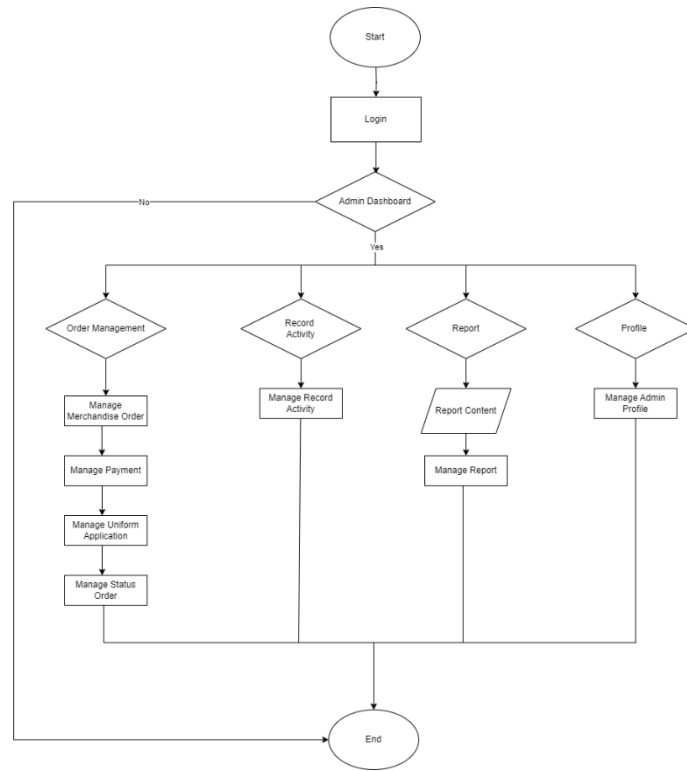 Start
Login
Admin Dashboard
No
Yes
Order Management
Record
Activity
Report
Profile
Manage
Merchandise Order
Manage Record
Activity
Report Content
Manage Admin
Profile
Manage Payment
Manage Report
Manage Uniform
Application
Manage Status
Order
End